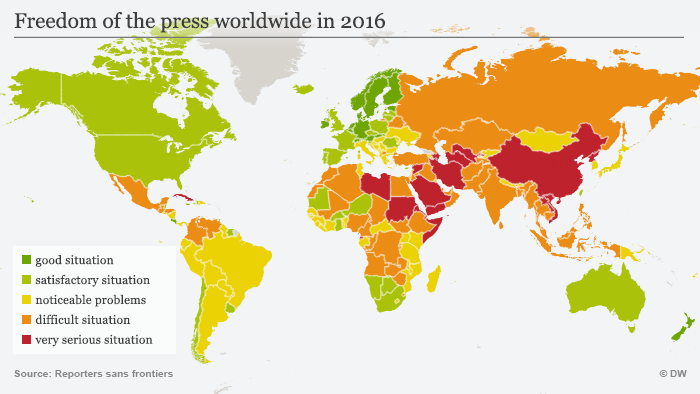 Freedom of the press worldwide in 2016
good situation
satisfactory situation
noticeable problems
difficult situation
very serious situation
Source: Reporters sans frontiers
© DW